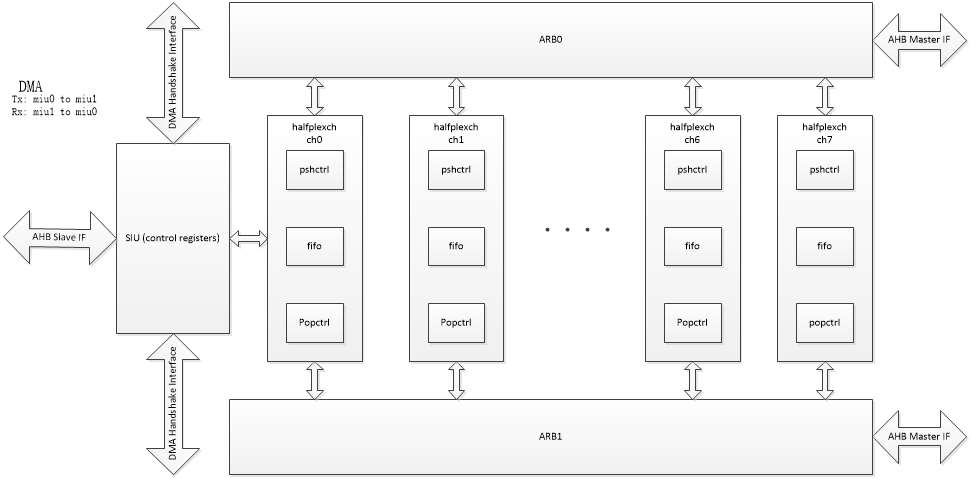 ARB0
AHB Master IF
DMA Handshake Interface
DMA
Tx: miu0 to miu1
Rx: miu1 to miu0
halfplexch
ch0
halfplexch
ch1
halfplexch
ch6
halfplexch
ch7
pshctrl
pshctrl
pshctrl
pshctrl
AHB Slave IF
SIU (control registers)
fifo
fifo
. . . .
fifo
fifo
Popctrl
Popctrl
Popctrl
popctrl
DMA Handshake Interface
ARB1
AHB Master IF